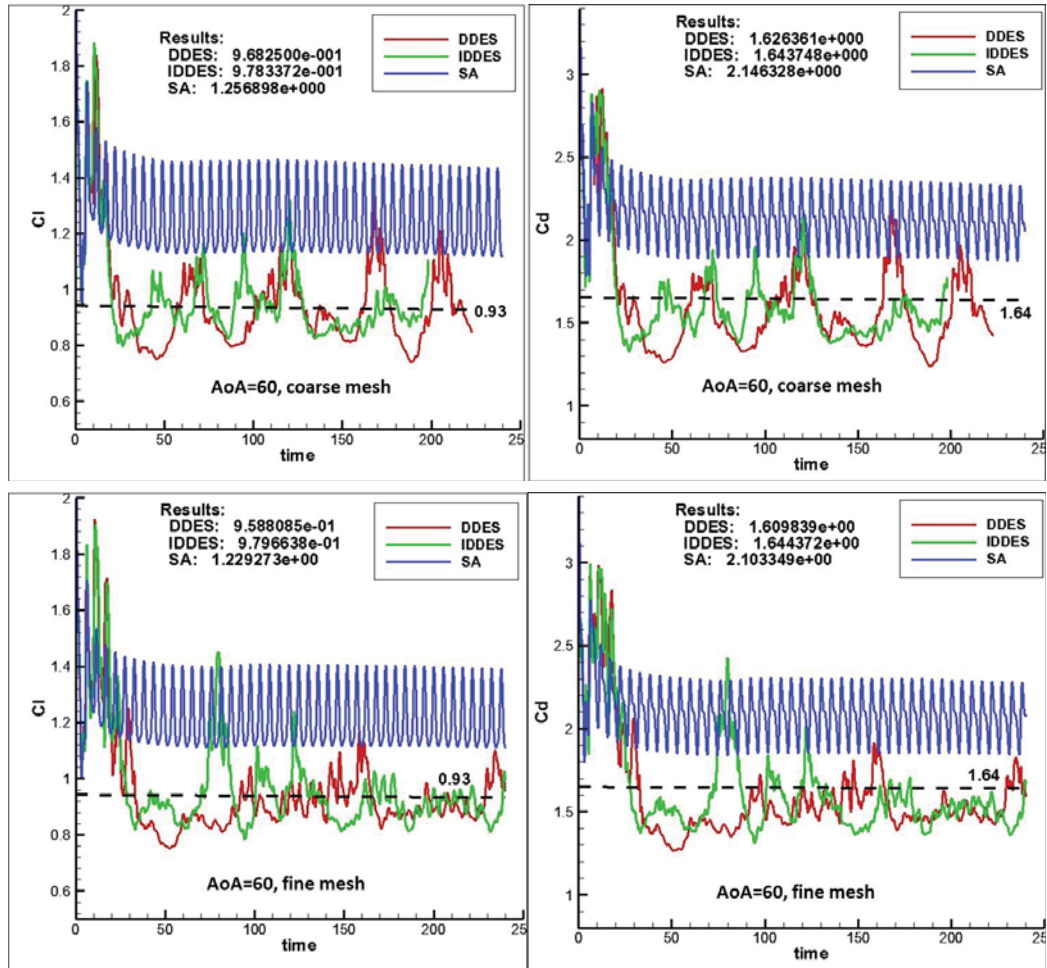 Results:
DDES: 9.682500e-001
IDDES: 9.783372e-001
SA: 1.256898e+000
DDES
IDDES
SA
2
1.8
1.6
1.4
1.2
1
0.8
0.6
Cl
0.93
AoA=60, coarse mesh
0 50 100 150 200 25
time
Results:
DDES: 1.626361e+000
IDDES: 1.643748e+000
SA: 2.146328e+000
DDES
IDDES
SA
3
2.5
2
1.5
1
Cd
1.64
AoA=60, coarse mesh
0 50 100 150 200 25
time
Results:
DDES: 9.588085e-01
IDDES: 9.796638e-01
SA: 1.229273e+00
DDES
IDDES
SA
2
1.8
1.6
1.4
1.2
1
0.8
0.6
Cl
0.93
AoA=60, fine mesh
0 50 100 150 200 25
time
Results:
DDES: 1.609839e+00
IDDES: 1.644372e+00
SA: 2.103349e+00
DDES
IDDES
SA
3
2.5
2
1.5
1
Cd
1.64
AoA=60, fine mesh
0 50 100 150 200 25
time